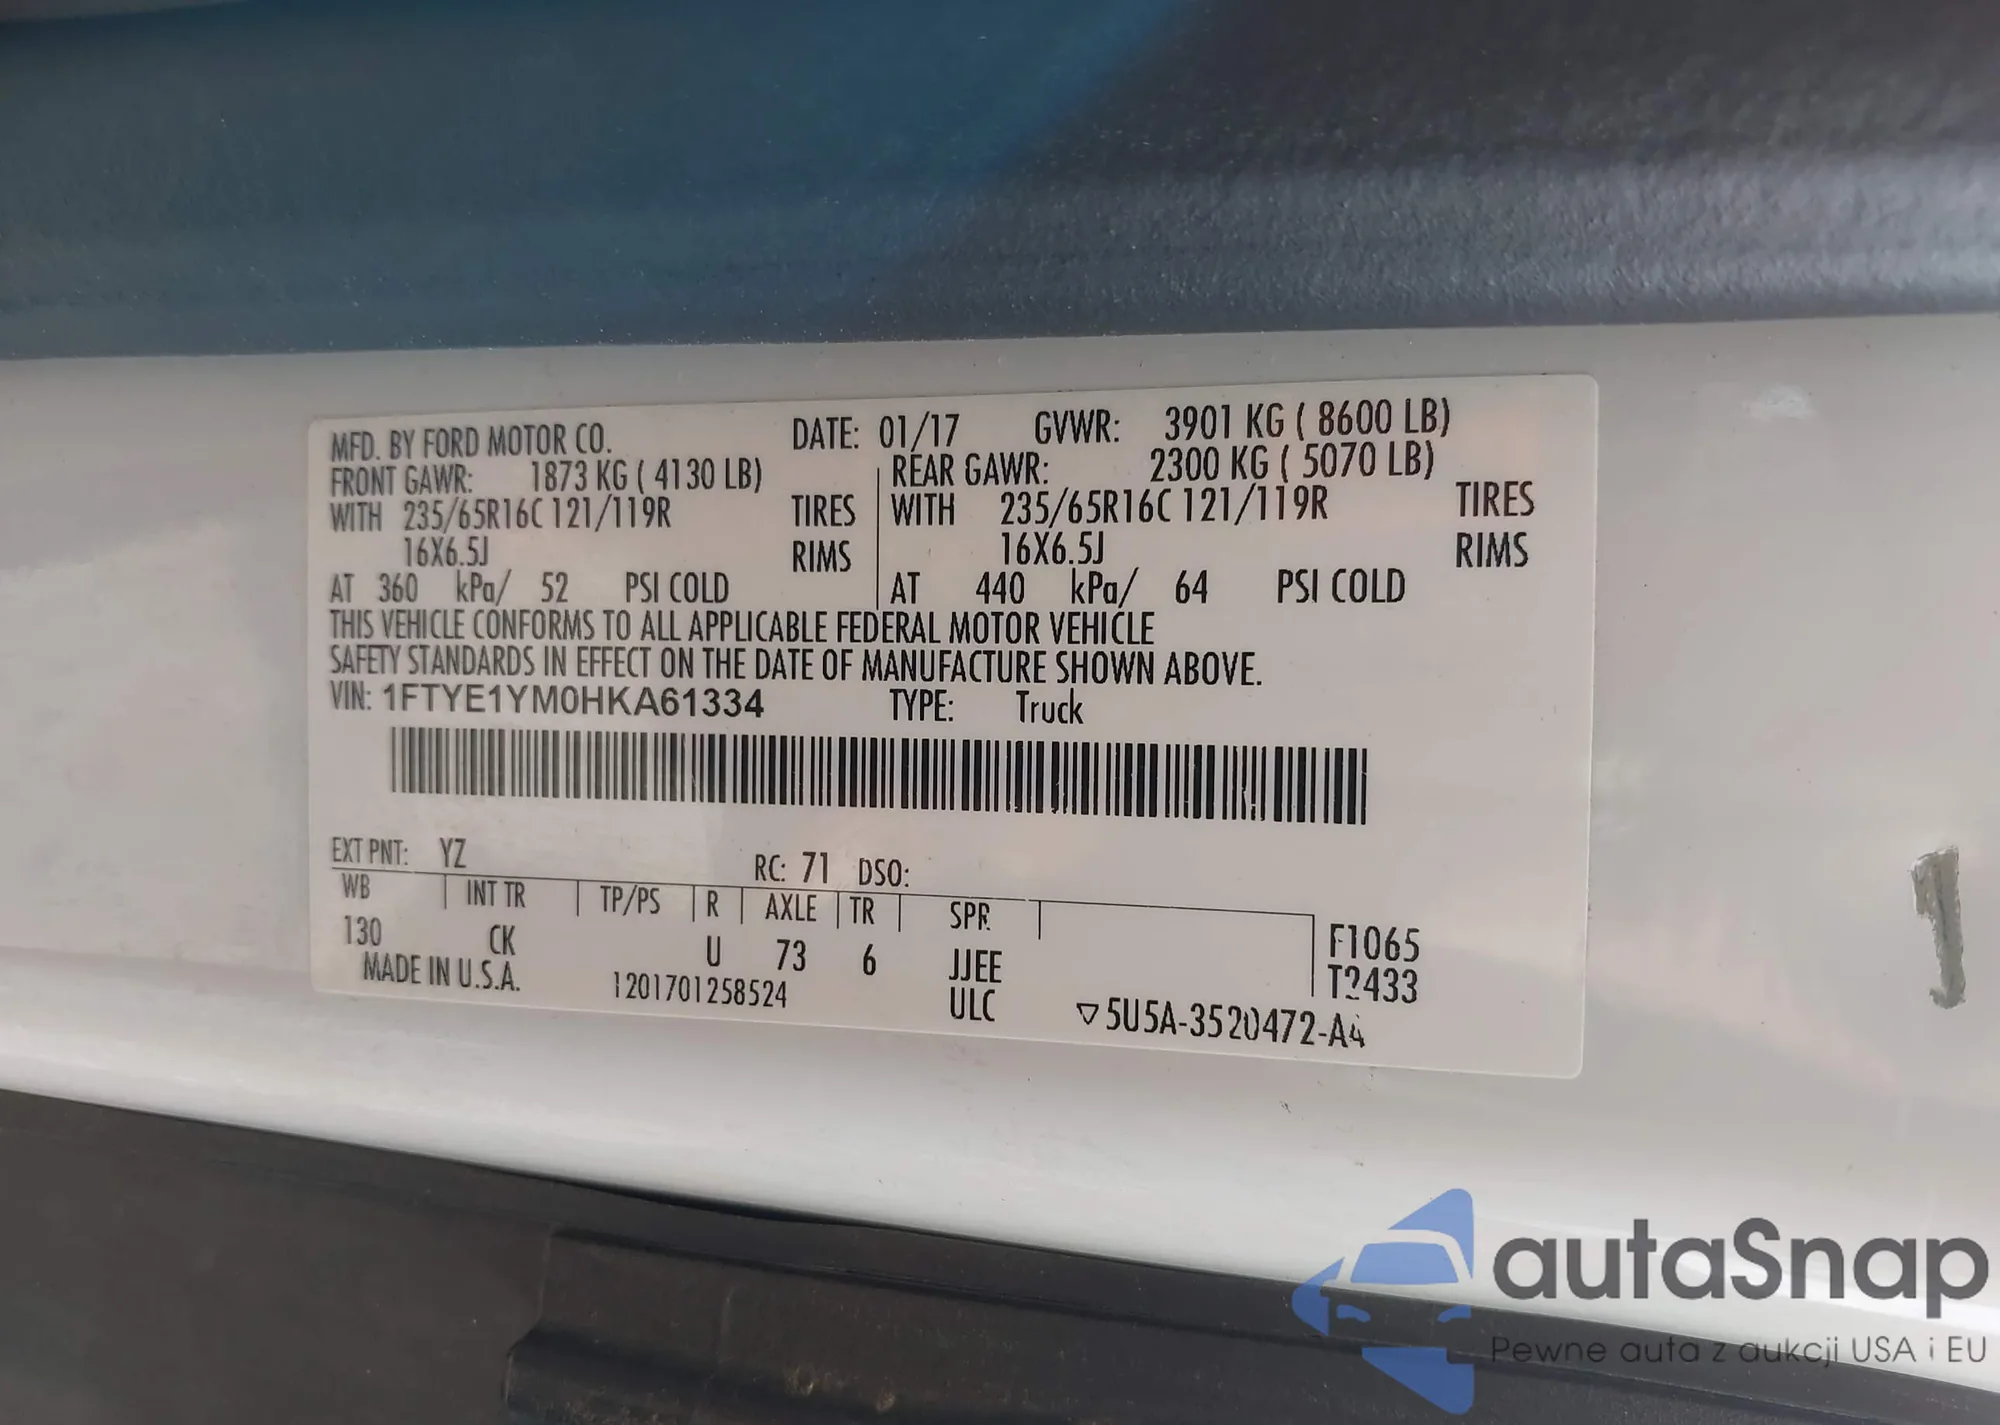 MFD. BY FORD MOTOR CO. DATE: 01/17 GVWR: 3901 KG ( 8600 LB)
FRONT GAWR: 1873 KG ( 4130 LB) REAR GAWR: 2300 KG ( 5070 LB)
WITH 235/65R16C 121/119R TIRES WITH 235/65R16C 121/119R TIRES
16X6.5J RIMS 16X6.5J RIMS
AT 360 kPa/ 52 PSI COLD AT 440 kPa/ 64 PSI COLD
THIS VEHICLE CONFORMS TO ALL APPLICABLE FEDERAL MOTOR VEHICLE
SAFETY STANDARDS IN EFFECT ON THE DATE OF MANUFACTURE SHOWN ABOVE.
VIN: 1FTYE1YM0HKA61334 TYPE: Truck
EXT PNT: YZ RC: 71 DSO:
WB INT TR TP/PS R AXLE TR SPR
130 CK U 73 6 JJEE F1065
MADE IN U.S.A. 1201701258524 ULC T2433
▽5U5A-3520472-A4
1
autaSnap
Pewne auta z aukcji USA i EU